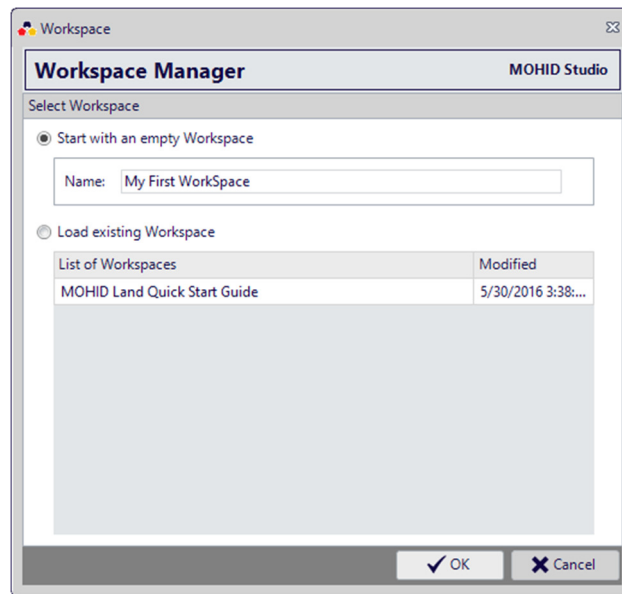 Workspace
Workspace Manager MOHID Studio
Select Workspace
Start with an empty Workspace
Name: My First WorkSpace
Load existing Workspace
List of Workspaces Modified
MOHID Land Quick Start Guide 5/30/2016 3:38:...
OK Cancel